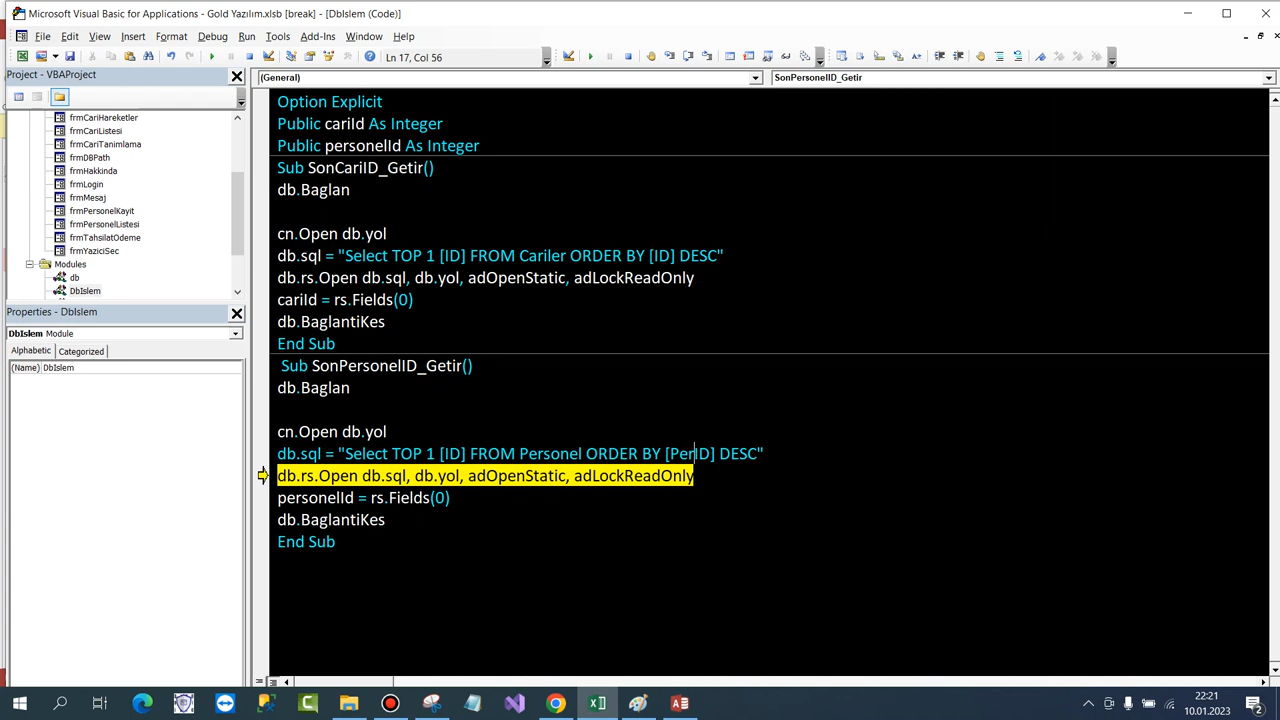 Microsoft Visual Basic for Applications - Gold Yazılım.xlsb [break] - [DbIslem (Code)]
File Edit View Insert Format Debug Run Tools Add-Ins Window Help
Ln 17, Col 56
Project - VBAProject
(General)
SonPersonelID_Getir
frmCariHareketler
frmCariListesi
frmCariTanimlama
frmDBPath
frmHakkinda
frmLogin
frmMesaj
frmPersonelKayit
frmPersonelListesi
frmTahsilatOdeme
frmYaziciSec
Modules
db
DbIslem
Properties - DbIslem
DbIslem Module
Alphabetic Categorized
(Name) DbIslem
Option Explicit
Public cariId As Integer
Public personelId As Integer
Sub SonCariID_Getir()
db.Baglan
cn.Open db.yol
db.sql = "Select TOP 1 [ID] FROM Cariler ORDER BY [ID] DESC"
db.rs.Open db.sql, db.yol, adOpenStatic, adLockReadOnly
cariId = rs.Fields(0)
db.BaglantiKes
End Sub
Sub SonPersonelID_Getir()
db.Baglan
cn.Open db.yol
db.sql = "Select TOP 1 [ID] FROM Personel ORDER BY [PerID] DESC"
db.rs.Open db.sql, db.yol, adOpenStatic, adLockReadOnly
personelId = rs.Fields(0)
db.BaglantiKes
End Sub
22:21
10.01.2023
2